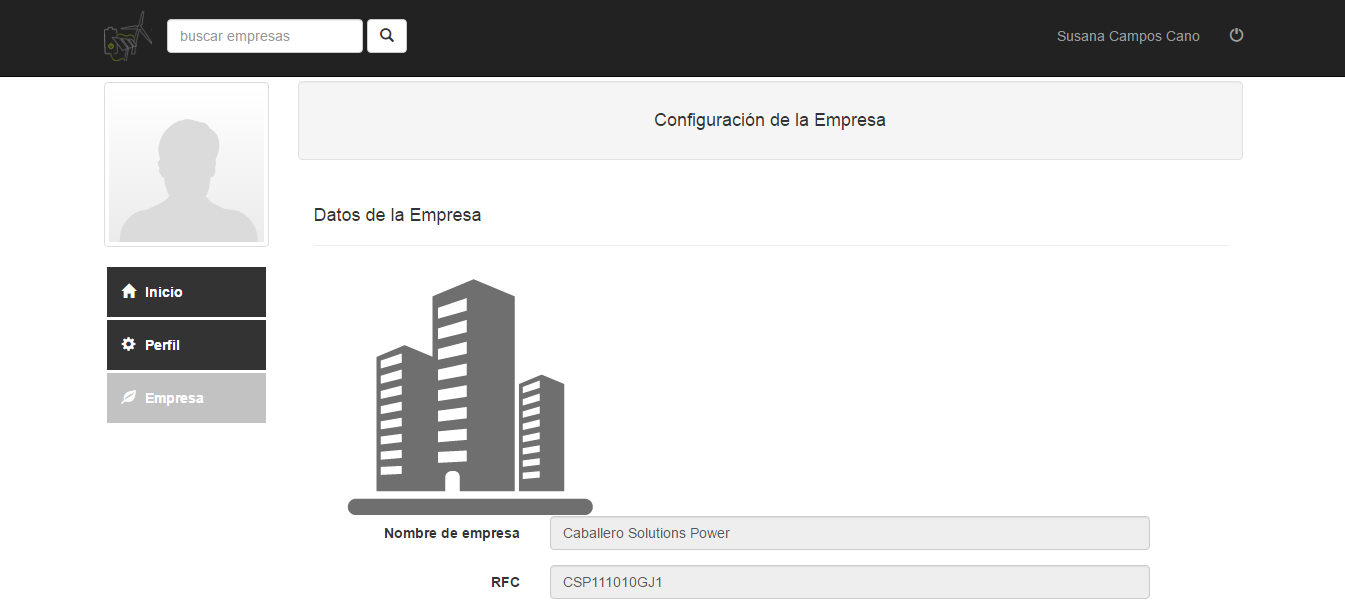 buscar empresas
Susana Campos Cano
Configuración de la Empresa
Inicio
Perfil
Empresa
Datos de la Empresa
Nombre de empresa Caballero Solutions Power
RFC CSP111010GJ1